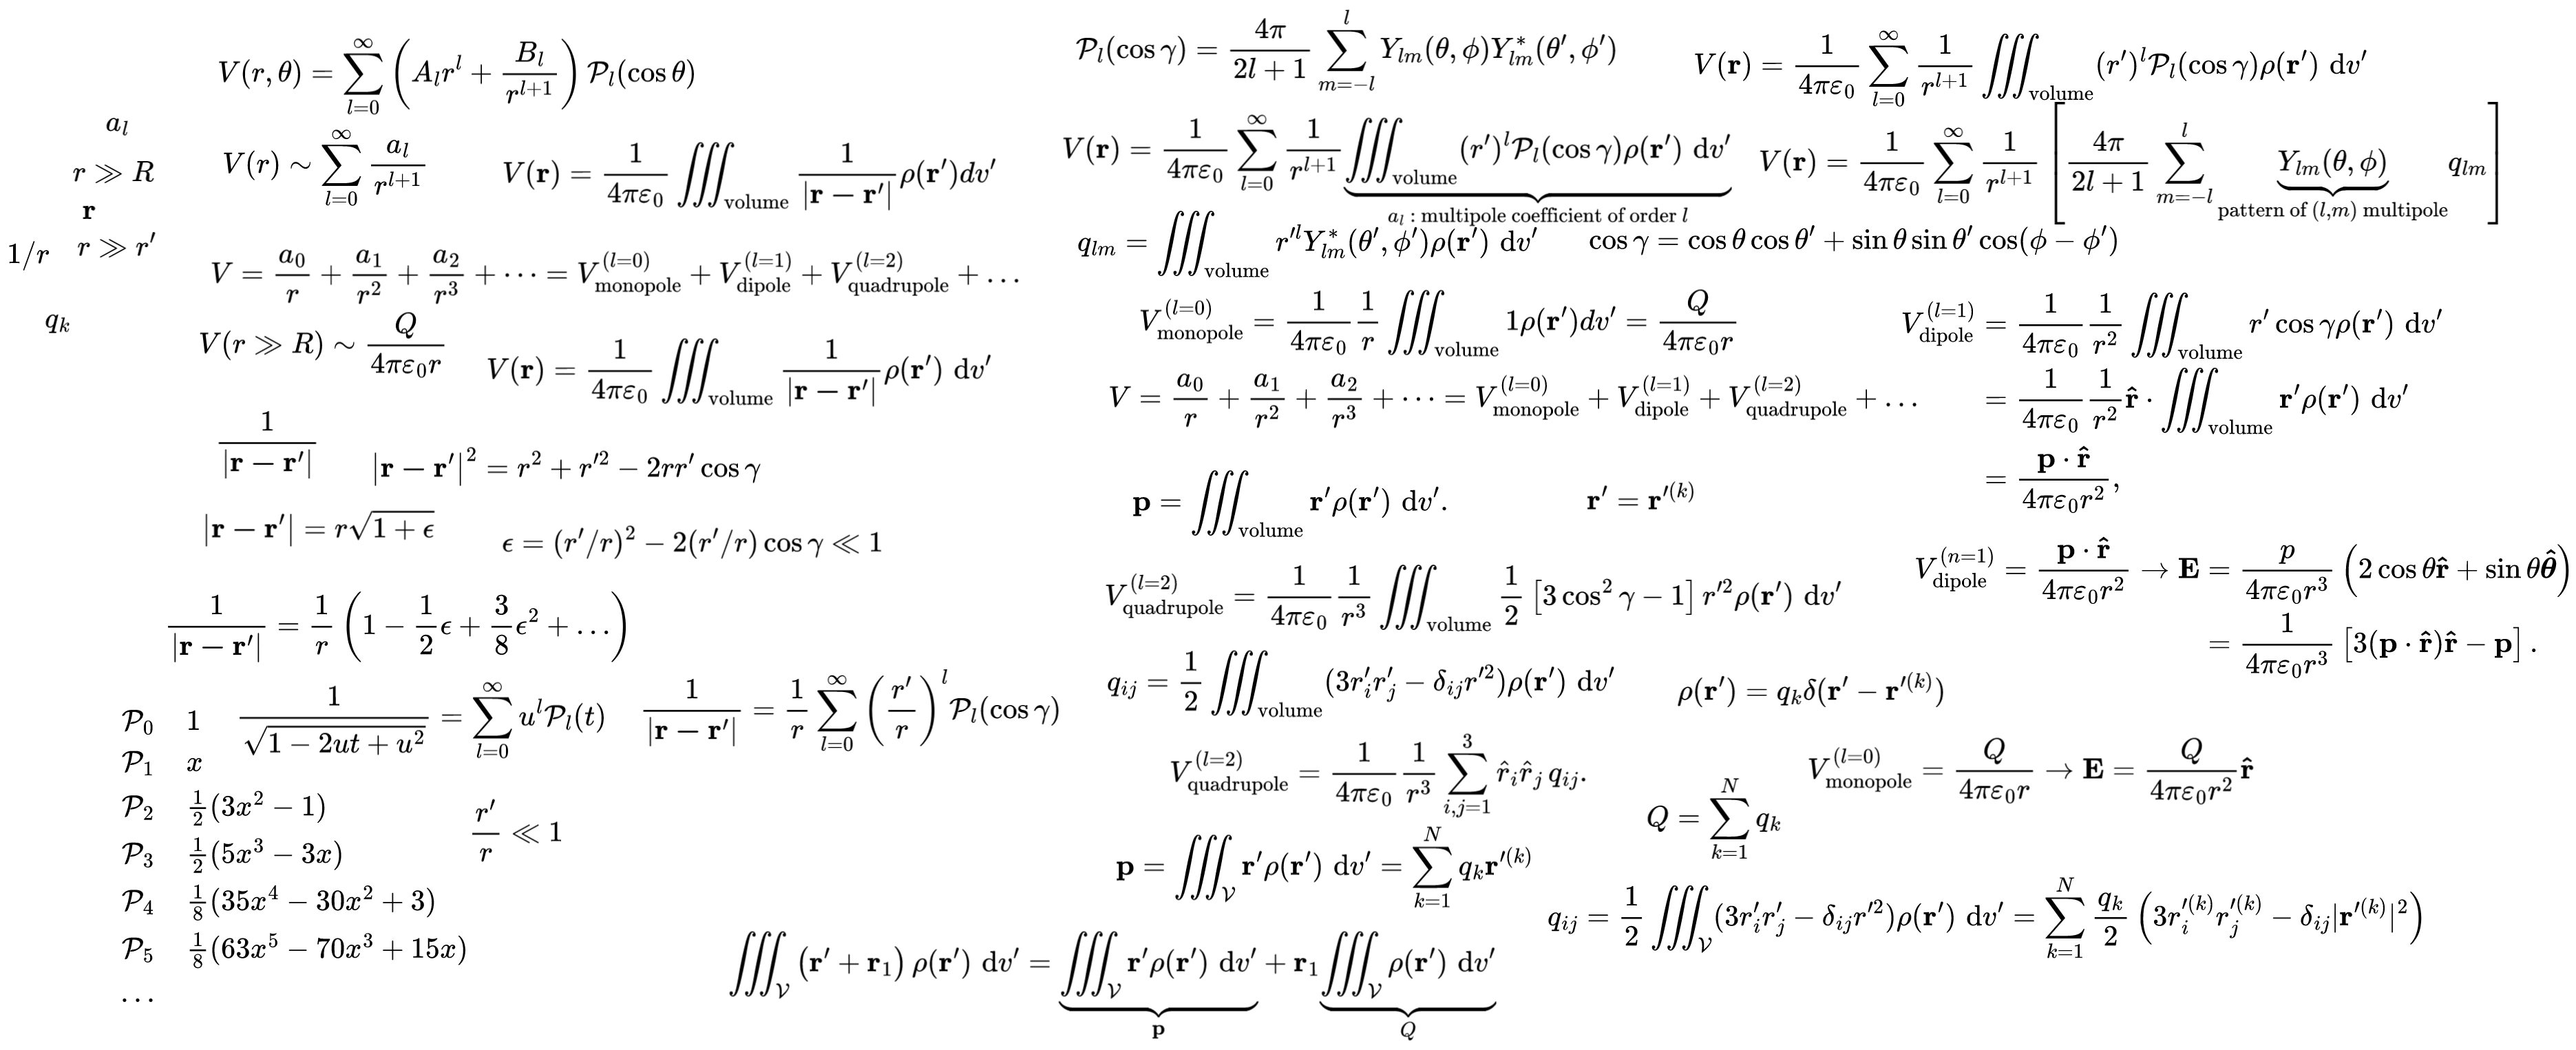 $V(r,\theta) = \sum_{l=0}^{\infty} \left( A_l r^l + \frac{B_l}{r^{l+1}} \right) \mathcal{P}_l(\cos\theta)$
$a_l$
$r \gg R$
$V(r) \sim \sum_{l=0}^{\infty} \frac{a_l}{r^{l+1}}$
$V(\mathbf{r}) = \frac{1}{4\pi\varepsilon_0} \iiint_{\text{volume}} \frac{1}{|\mathbf{r}-\mathbf{r}'|} \rho(\mathbf{r}') dv'$
$\mathbf{r}$
$1/r$
$r \gg r'$
$V = \frac{a_0}{r} + \frac{a_1}{r^2} + \frac{a_2}{r^3} + \cdots = V_{\text{monopole}}^{(l=0)} + V_{\text{dipole}}^{(l=1)} + V_{\text{quadrupole}}^{(l=2)} + \ldots$
$q_k$
$V(r \gg R) \sim \frac{Q}{4\pi\varepsilon_0 r}$
$V(\mathbf{r}) = \frac{1}{4\pi\varepsilon_0} \iiint_{\text{volume}} \frac{1}{|\mathbf{r}-\mathbf{r}'|} \rho(\mathbf{r}') \ \mathrm{d}v'$
$\frac{1}{|\mathbf{r}-\mathbf{r}'|}$
$|\mathbf{r}-\mathbf{r}'|^2 = r^2 + r'^2 - 2rr'\cos\gamma$
$|\mathbf{r}-\mathbf{r}'| = r\sqrt{1+\epsilon}$
$\epsilon = (r'/r)^2 - 2(r'/r)\cos\gamma \ll 1$
$\frac{1}{|\mathbf{r}-\mathbf{r}'|} = \frac{1}{r} \left( 1 - \frac{1}{2}\epsilon + \frac{3}{8}\epsilon^2 + \ldots \right)$
$\frac{1}{\sqrt{1-2ut+u^2}} = \sum_{l=0}^{\infty} u^l \mathcal{P}_l(t)$
$\frac{1}{|\mathbf{r}-\mathbf{r}'|} = \frac{1}{r} \sum_{l=0}^{\infty} \left( \frac{r'}{r} \right)^l \mathcal{P}_l(\cos\gamma)$
$\mathcal{P}_0$ $1$
$\mathcal{P}_1$ $x$
$\mathcal{P}_2$ $\frac{1}{2}(3x^2-1)$
$\mathcal{P}_3$ $\frac{1}{2}(5x^3-3x)$
$\mathcal{P}_4$ $\frac{1}{8}(35x^4-30x^2+3)$
$\mathcal{P}_5$ $\frac{1}{8}(63x^5-70x^3+15x)$
$\ldots$
$\frac{r'}{r} \ll 1$
$\mathcal{P}_l(\cos\gamma) = \frac{4\pi}{2l+1} \sum_{m=-l}^{l} Y_{lm}(\theta,\phi) Y_{lm}^*(\theta',\phi')$
$V(\mathbf{r}) = \frac{1}{4\pi\varepsilon_0} \sum_{l=0}^{\infty} \frac{1}{r^{l+1}} \iiint_{\text{volume}} (r')^l \mathcal{P}_l(\cos\gamma) \rho(\mathbf{r}') \ \mathrm{d}v'$
$V(\mathbf{r}) = \frac{1}{4\pi\varepsilon_0} \sum_{l=0}^{\infty} \frac{1}{r^{l+1}} \underbrace{\iiint_{\text{volume}} (r')^l \mathcal{P}_l(\cos\gamma) \rho(\mathbf{r}') \ \mathrm{d}v'}_{a_l \text{ : multipole coefficient of order } l}$
$V(\mathbf{r}) = \frac{1}{4\pi\varepsilon_0} \sum_{l=0}^{\infty} \frac{1}{r^{l+1}} \left[ \frac{4\pi}{2l+1} \sum_{m=-l}^{l} \underbrace{Y_{lm}(\theta,\phi)}_{\text{pattern of } (l,m) \text{ multipole}} q_{lm} \right]$
$q_{lm} = \iiint_{\text{volume}} r'^l Y_{lm}^*(\theta',\phi') \rho(\mathbf{r}') \ \mathrm{d}v'$
$\cos\gamma = \cos\theta\cos\theta' + \sin\theta\sin\theta'\cos(\phi-\phi')$
$V_{\text{monopole}}^{(l=0)} = \frac{1}{4\pi\varepsilon_0} \frac{1}{r} \iiint_{\text{volume}} 1\rho(\mathbf{r}') dv' = \frac{Q}{4\pi\varepsilon_0 r}$
$V_{\text{dipole}}^{(l=1)} = \frac{1}{4\pi\varepsilon_0} \frac{1}{r^2} \iiint_{\text{volume}} r'\cos\gamma\rho(\mathbf{r}') \ \mathrm{d}v'$
$= \frac{1}{4\pi\varepsilon_0} \frac{1}{r^2} \hat{\mathbf{r}} \cdot \iiint_{\text{volume}} \mathbf{r}'\rho(\mathbf{r}') \ \mathrm{d}v'$
$= \frac{\mathbf{p}\cdot\hat{\mathbf{r}}}{4\pi\varepsilon_0 r^2},$
$V = \frac{a_0}{r} + \frac{a_1}{r^2} + \frac{a_2}{r^3} + \cdots = V_{\text{monopole}}^{(l=0)} + V_{\text{dipole}}^{(l=1)} + V_{\text{quadrupole}}^{(l=2)} + \ldots$
$\mathbf{p} = \iiint_{\text{volume}} \mathbf{r}'\rho(\mathbf{r}') \ \mathrm{d}v'.$
$\mathbf{r}' = \mathbf{r}'^{(k)}$
$V_{\text{dipole}}^{(n=1)} = \frac{\mathbf{p}\cdot\hat{\mathbf{r}}}{4\pi\varepsilon_0 r^2} \rightarrow \mathbf{E} = \frac{p}{4\pi\varepsilon_0 r^3} \left( 2\cos\theta\hat{\mathbf{r}} + \sin\theta\hat{\boldsymbol{\theta}} \right)$
$= \frac{1}{4\pi\varepsilon_0 r^3} \left[ 3(\mathbf{p}\cdot\hat{\mathbf{r}})\hat{\mathbf{r}} - \mathbf{p} \right].$
$V_{\text{quadrupole}}^{(l=2)} = \frac{1}{4\pi\varepsilon_0} \frac{1}{r^3} \iiint_{\text{volume}} \frac{1}{2} \left[ 3\cos^2\gamma - 1 \right] r'^2 \rho(\mathbf{r}') \ \mathrm{d}v'$
$q_{ij} = \frac{1}{2} \iiint_{\text{volume}} (3r_i'r_j' - \delta_{ij}r'^2) \rho(\mathbf{r}') \ \mathrm{d}v'$
$\rho(\mathbf{r}') = q_k \delta(\mathbf{r}' - \mathbf{r}'^{(k)})$
$V_{\text{quadrupole}}^{(l=2)} = \frac{1}{4\pi\varepsilon_0} \frac{1}{r^3} \sum_{i,j=1}^{3} \hat{r}_i \hat{r}_j \, q_{ij}.$
$V_{\text{monopole}}^{(l=0)} = \frac{Q}{4\pi\varepsilon_0 r} \rightarrow \mathbf{E} = \frac{Q}{4\pi\varepsilon_0 r^2} \hat{\mathbf{r}}$
$Q = \sum_{k=1}^{N} q_k$
$\mathbf{p} = \iiint_{\mathcal{V}} \mathbf{r}'\rho(\mathbf{r}') \ \mathrm{d}v' = \sum_{k=1}^{N} q_k \mathbf{r}'^{(k)}$
$q_{ij} = \frac{1}{2} \iiint_{\mathcal{V}} (3r_i'r_j' - \delta_{ij}r'^2) \rho(\mathbf{r}') \ \mathrm{d}v' = \sum_{k=1}^{N} \frac{q_k}{2} \left( 3r_i'^{(k)} r_j'^{(k)} - \delta_{ij} |\mathbf{r}'^{(k)}|^2 \right)$
$\iiint_{\mathcal{V}} (\mathbf{r}' + \mathbf{r}_1) \rho(\mathbf{r}') \ \mathrm{d}v' = \underbrace{\iiint_{\mathcal{V}} \mathbf{r}'\rho(\mathbf{r}') \ \mathrm{d}v'}_{\mathbf{p}} + \mathbf{r}_1 \underbrace{\iiint_{\mathcal{V}} \rho(\mathbf{r}') \ \mathrm{d}v'}_{Q}$